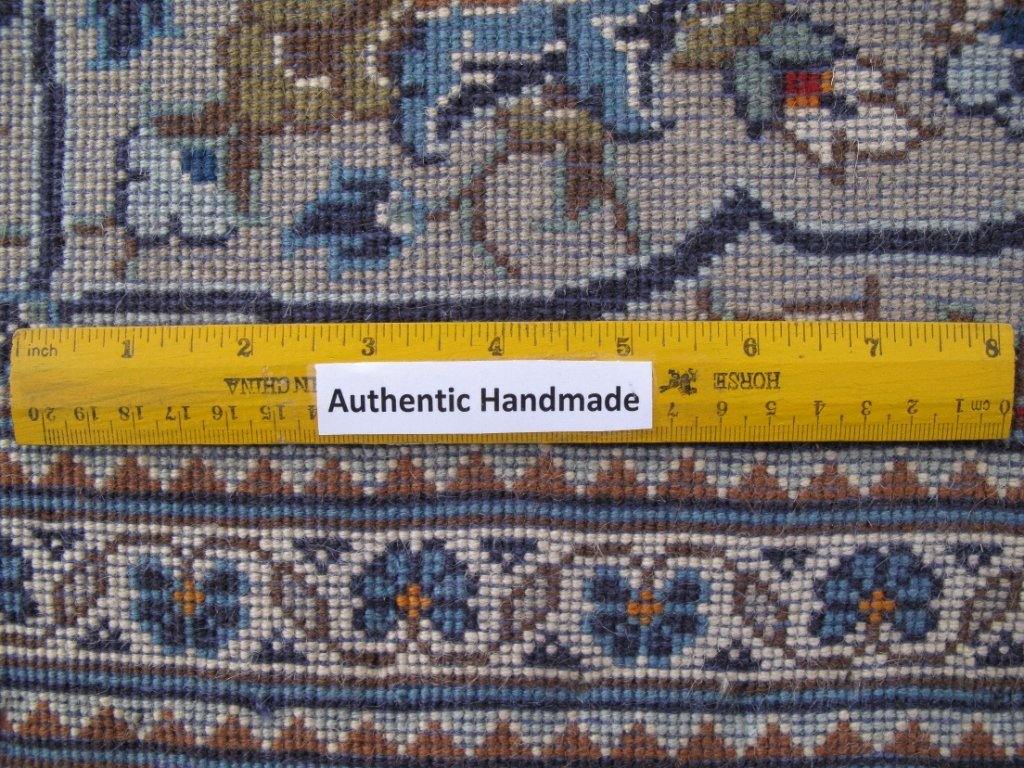 inch 1 2 3 4 5 6 7 8
HORSE IN CHINA
Authentic Handmade
20 19 18 17 16 15 14 7 6 5 4 3 2 1 cm 0